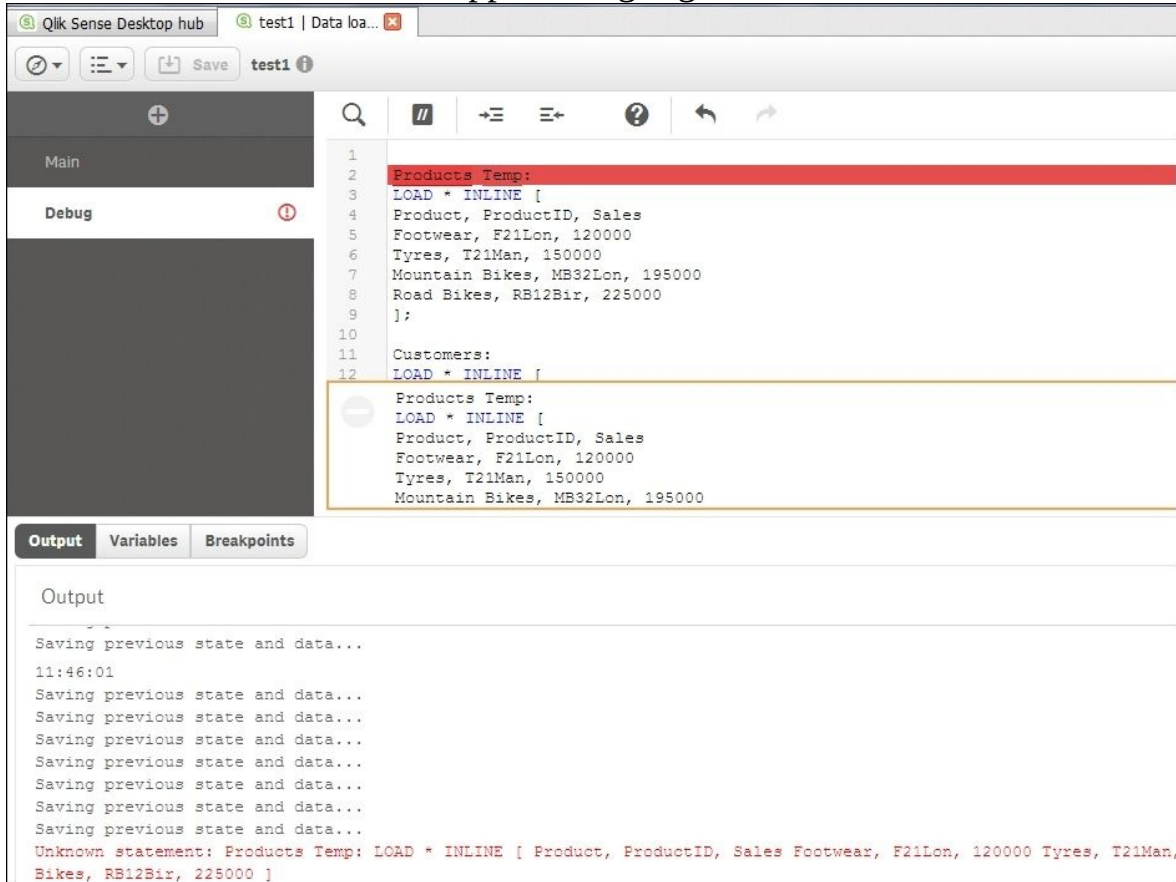 Qlik Sense Desktop hub test1 | Data loa...
Save test1
Main
Debug
1
2 Products Temp:
3 LOAD * INLINE [
4 Product, ProductID, Sales
5 Footwear, F21Lon, 120000
6 Tyres, T21Man, 150000
7 Mountain Bikes, MB32Lon, 195000
8 Road Bikes, RB12Bir, 225000
9 ];
10
11 Customers:
12 LOAD * INLINE [
Products Temp:
LOAD * INLINE [
Product, ProductID, Sales
Footwear, F21Lon, 120000
Tyres, T21Man, 150000
Mountain Bikes, MB32Lon, 195000
Output Variables Breakpoints
Output
Saving previous state and data...
11:46:01
Saving previous state and data...
Saving previous state and data...
Saving previous state and data...
Saving previous state and data...
Saving previous state and data...
Saving previous state and data...
Saving previous state and data...
Unknown statement: Products Temp: LOAD * INLINE [ Product, ProductID, Sales Footwear, F21Lon, 120000 Tyres, T21Man,
Bikes, RB12Bir, 225000 ]